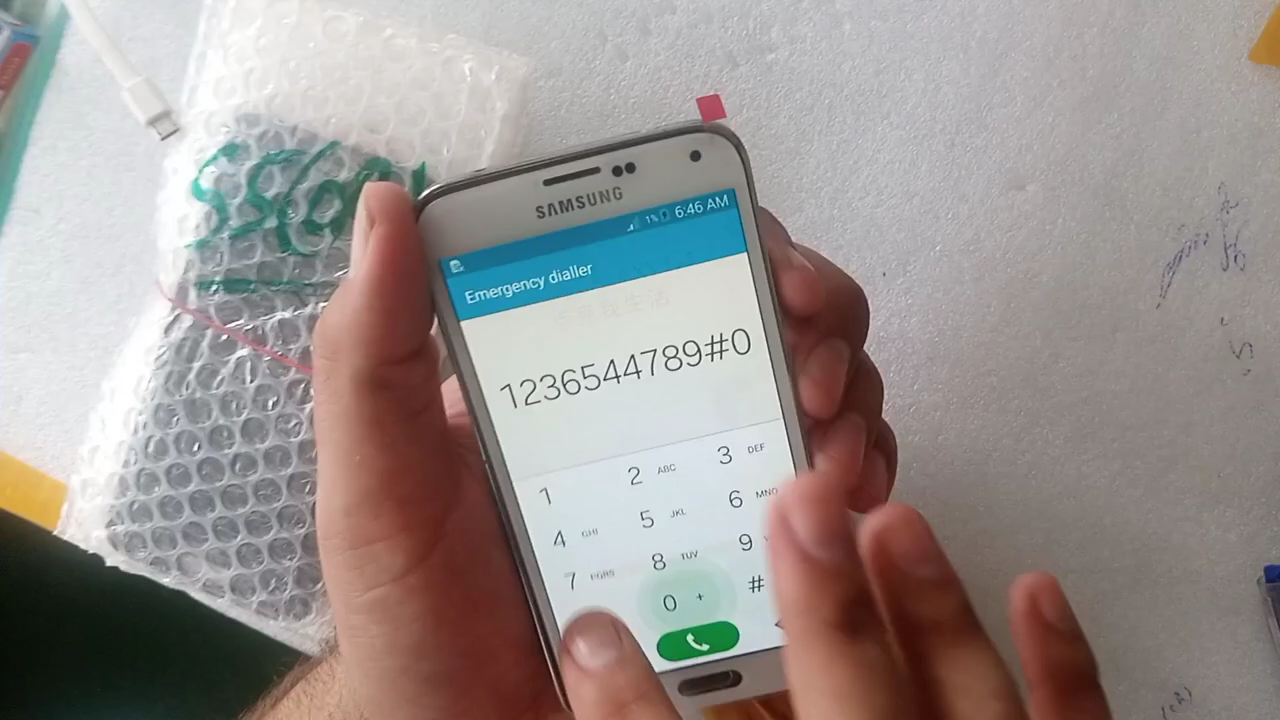 SAMSUNG
1% 6:46 AM
Emergency dialler
1236544789#0
1 2 ABC 3 DEF
4 GHI 5 JKL 6 MNO
7 PQRS 8 TUV 9
0 + #